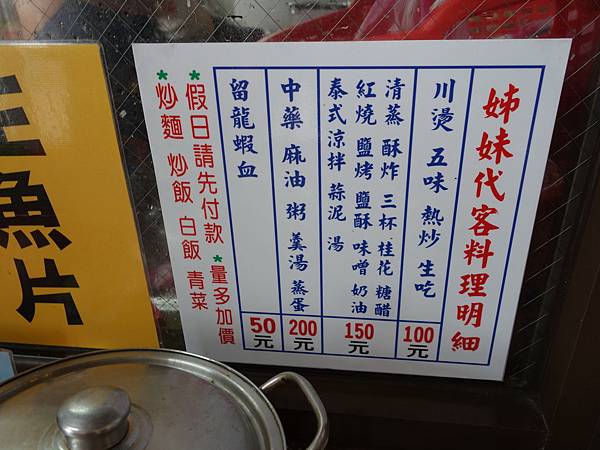 姊妹代客料理明細
川燙 五味 熱炒 生吃
100元
清蒸 酥炸 三杯 桂花 糖醋
紅燒 鹽烤 鹽酥 味噌 奶油
泰式涼拌 蒜泥 湯
150元
中藥 麻油 粥 羹湯 蒸蛋
200元
留龍蝦血
50元
*假日請先付款 *量多加價
*炒麵 炒飯 白飯 青菜
魚片